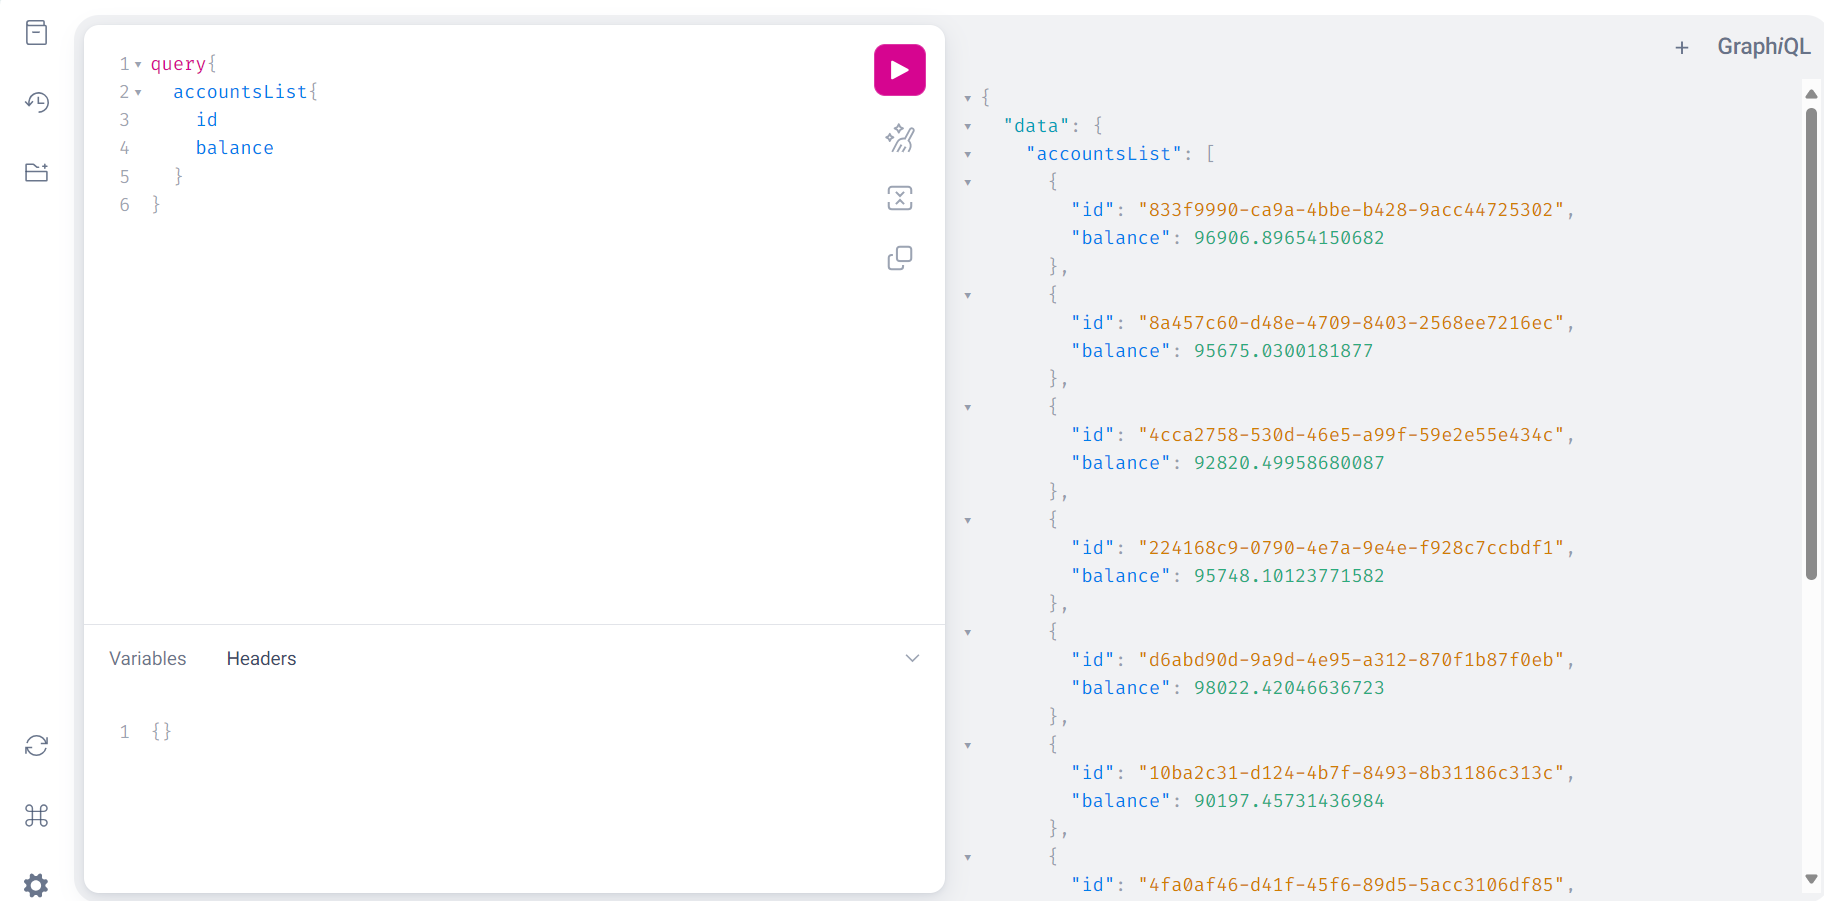 1 query{
2 accountsList{
3 id
4 balance
5 }
6 }
Variables Headers
1 {}
+ GraphiQL
{
"data": {
"accountsList": [
{
"id": "833f9990-ca9a-4bbe-b428-9acc44725302",
"balance": 96906.89654150682
},
{
"id": "8a457c60-d48e-4709-8403-2568ee7216ec",
"balance": 95675.0300181877
},
{
"id": "4cca2758-530d-46e5-a99f-59e2e55e434c",
"balance": 92820.49958680087
},
{
"id": "224168c9-0790-4e7a-9e4e-f928c7ccbdf1",
"balance": 95748.10123771582
},
{
"id": "d6abd90d-9a9d-4e95-a312-870f1b87f0eb",
"balance": 98022.42046636723
},
{
"id": "10ba2c31-d124-4b7f-8493-8b31186c313c",
"balance": 90197.45731436984
},
{
"id": "4fa0af46-d41f-45f6-89d5-5acc3106df85",